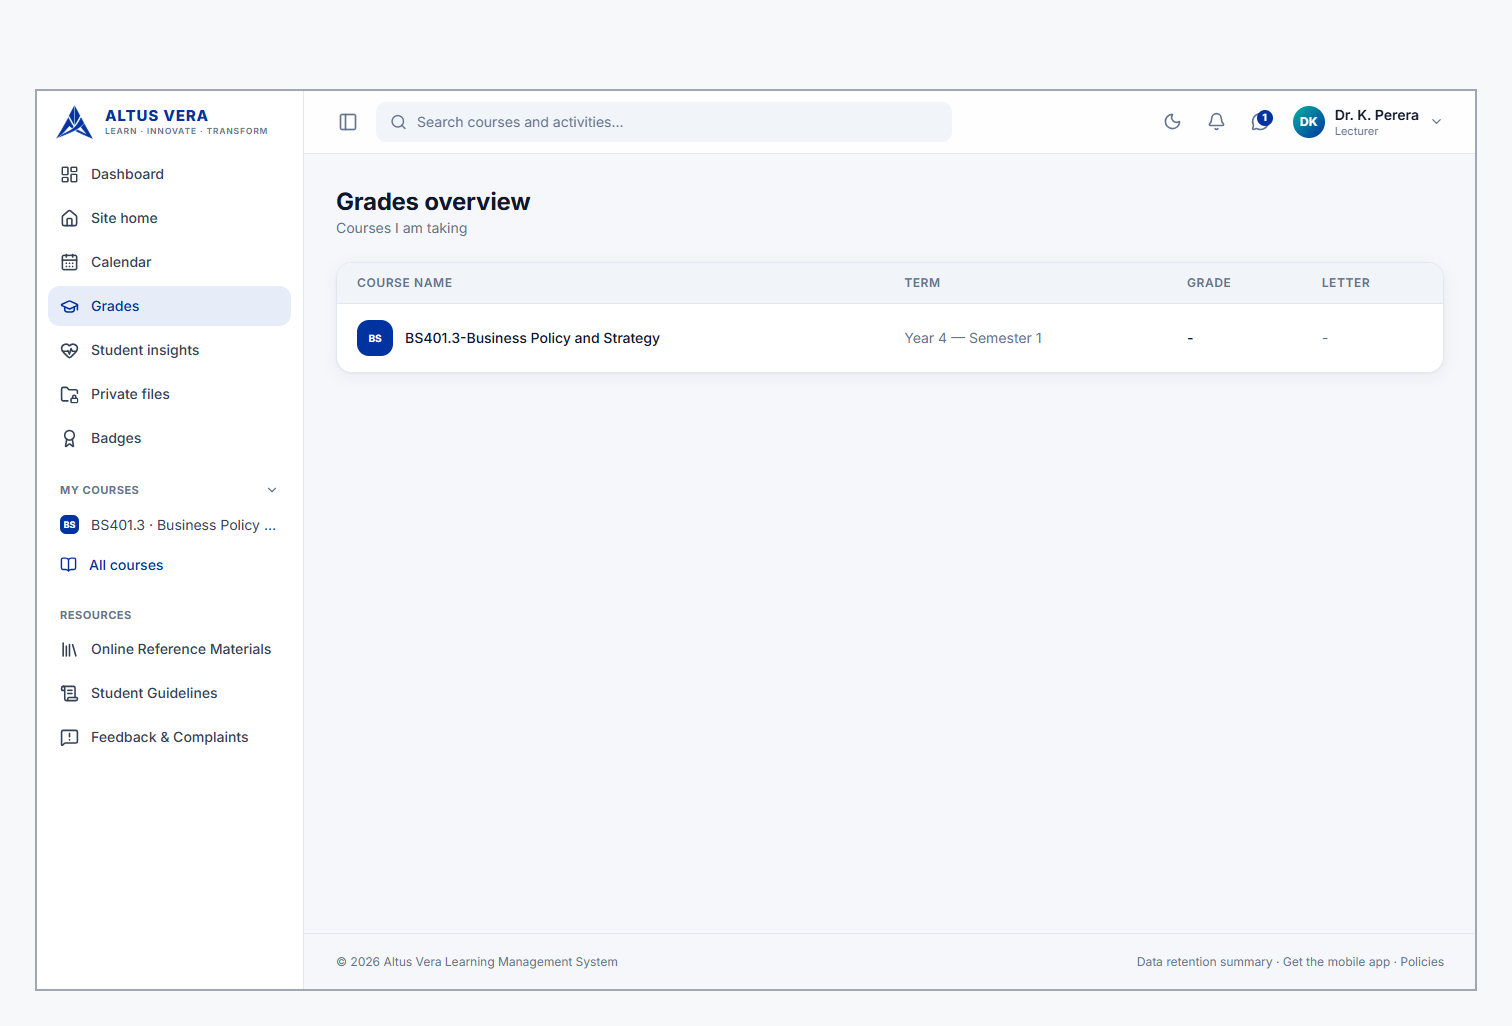 ALTUS VERA
LEARN · INNOVATE · TRANSFORM
Search courses and activities...
1
DK
Dr. K. Perera
Lecturer
Dashboard
Site home
Calendar
Grades
Student insights
Private files
Badges
MY COURSES
BS
BS401.3 · Business Policy ...
All courses
RESOURCES
Online Reference Materials
Student Guidelines
Feedback & Complaints
Grades overview
Courses I am taking
COURSE NAME TERM GRADE LETTER
BS BS401.3-Business Policy and Strategy Year 4 — Semester 1 - -
© 2026 Altus Vera Learning Management System
Data retention summary · Get the mobile app · Policies